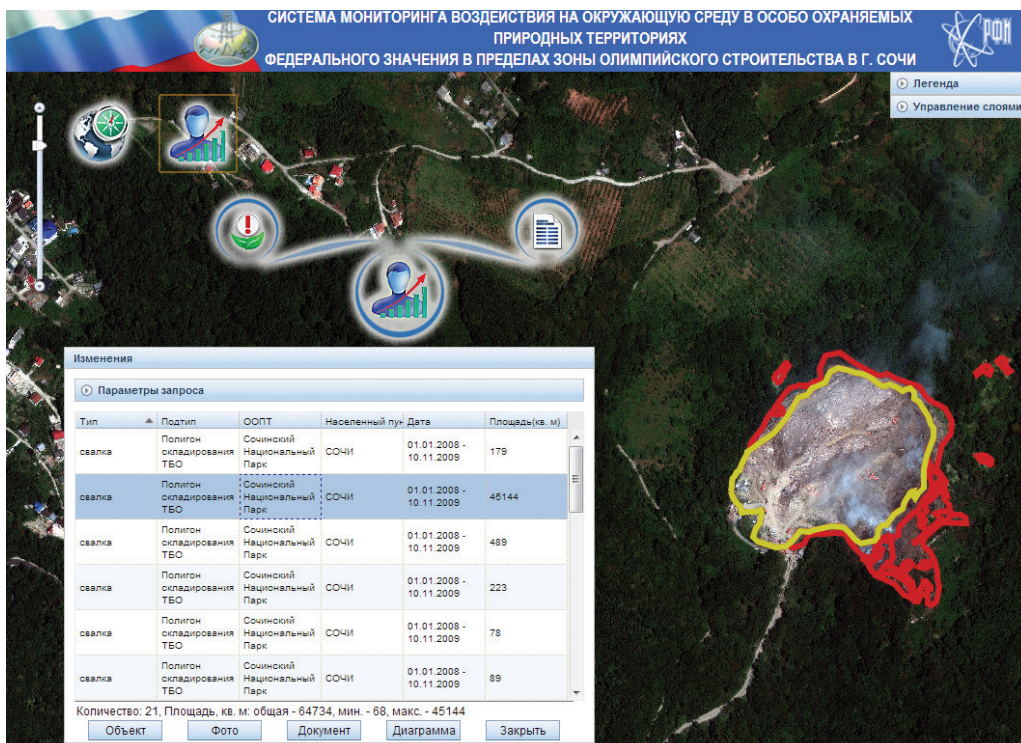 СИСТЕМА МОНИТОРИНГА ВОЗДЕЙСТВИЯ НА ОКРУЖАЮЩУЮ СРЕДУ В ОСОБО ОХРАНЯЕМЫХ
ПРИРОДНЫХ ТЕРРИТОРИЯХ
ФЕДЕРАЛЬНОГО ЗНАЧЕНИЯ В ПРЕДЕЛАХ ЗОНЫ ОЛИМПИЙСКОГО СТРОИТЕЛЬСТВА В Г. СОЧИ
РФИ
Легенда
Управление слоями
Изменения
Параметры запроса
Тип Подтип ООПТ Населенный пун Дата Площадь(кв. м)
свалка Полигон складирования ТБО Сочинский Национальный Парк СОЧИ 01.01.2008 - 10.11.2009 179
свалка Полигон складирования ТБО Сочинский Национальный Парк СОЧИ 01.01.2008 - 10.11.2009 45144
свалка Полигон складирования ТБО Сочинский Национальный Парк СОЧИ 01.01.2008 - 10.11.2009 489
свалка Полигон складирования ТБО Сочинский Национальный Парк СОЧИ 01.01.2008 - 10.11.2009 223
свалка Полигон складирования ТБО Сочинский Национальный Парк СОЧИ 01.01.2008 - 10.11.2009 78
свалка Полигон складирования ТБО Сочинский Национальный Парк СОЧИ 01.01.2008 - 10.11.2009 89
Количество: 21, Площадь, кв. м: общая - 64734, мин. - 68, макс. - 45144
Объект Фото Документ Диаграмма Закрыть